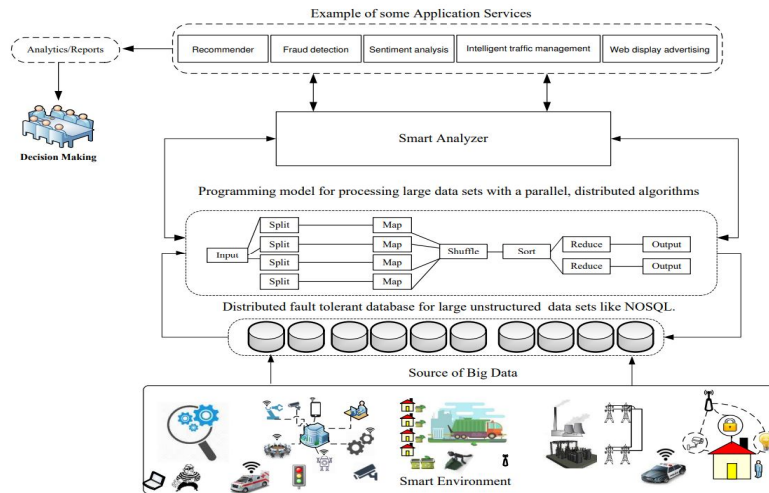 Example of some Application Services
Analytics/Reports
Recommender
Fraud detection
Sentiment analysis
Intelligent traffic management
Web display advertising
Decision Making
Smart Analyzer
Programming model for processing large data sets with a parallel, distributed algorithms
Input
Split
Split
Split
Split
Map
Map
Map
Map
Shuffle
Sort
Reduce
Reduce
Output
Output
Distributed fault tolerant database for large unstructured data sets like NOSQL.
Source of Big Data
Smart Environment